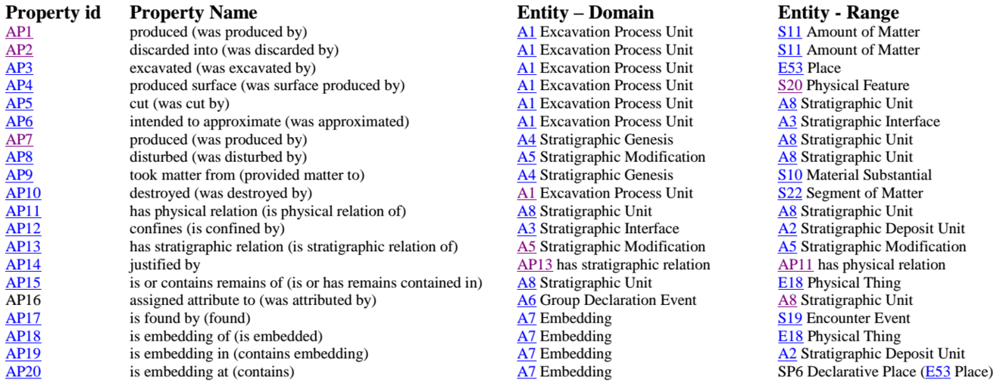 Property id Property Name Entity – Domain Entity - Range
AP1 produced (was produced by) A1 Excavation Process Unit S11 Amount of Matter
AP2 discarded into (was discarded by) A1 Excavation Process Unit S11 Amount of Matter
AP3 excavated (was excavated by) A1 Excavation Process Unit E53 Place
AP4 produced surface (was surface produced by) A1 Excavation Process Unit S20 Physical Feature
AP5 cut (was cut by) A1 Excavation Process Unit A8 Stratigraphic Unit
AP6 intended to approximate (was approximated) A1 Excavation Process Unit A3 Stratigraphic Interface
AP7 produced (was produced by) A4 Stratigraphic Genesis A8 Stratigraphic Unit
AP8 disturbed (was disturbed by) A5 Stratigraphic Modification A8 Stratigraphic Unit
AP9 took matter from (provided matter to) A4 Stratigraphic Genesis S10 Material Substantial
AP10 destroyed (was destroyed by) A1 Excavation Process Unit S22 Segment of Matter
AP11 has physical relation (is physical relation of) A8 Stratigraphic Unit A8 Stratigraphic Unit
AP12 confines (is confined by) A3 Stratigraphic Interface A2 Stratigraphic Deposit Unit
AP13 has stratigraphic relation (is stratigraphic relation of) A5 Stratigraphic Modification A5 Stratigraphic Modification
AP14 justified by AP13 has stratigraphic relation AP11 has physical relation
AP15 is or contains remains of (is or has remains contained in) A8 Stratigraphic Unit E18 Physical Thing
AP16 assigned attribute to (was attributed by) A6 Group Declaration Event A8 Stratigraphic Unit
AP17 is found by (found) A7 Embedding S19 Encounter Event
AP18 is embedding of (is embedded) A7 Embedding E18 Physical Thing
AP19 is embedding in (contains embedding) A7 Embedding A2 Stratigraphic Deposit Unit
AP20 is embedding at (contains) A7 Embedding SP6 Declarative Place (E53 Place)